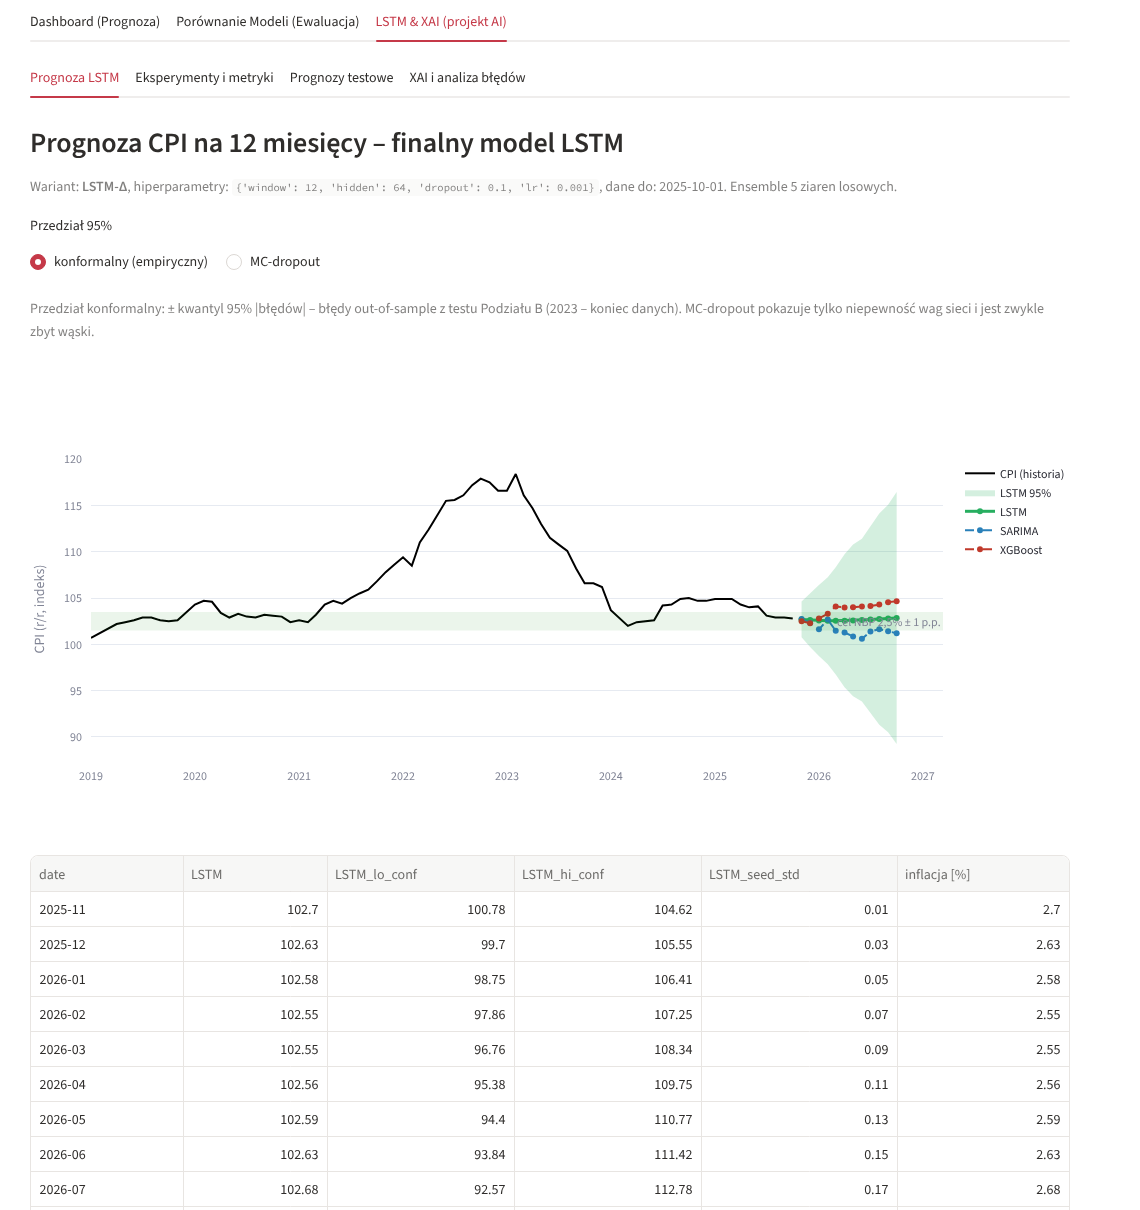 Dashboard (Prognoza) Porównanie Modeli (Ewaluacja) LSTM & XAI (projekt AI)
Prognoza LSTM Eksperymenty i metryki Prognozy testowe XAI i analiza błędów
Prognoza CPI na 12 miesięcy – finalny model LSTM
Wariant: LSTM-Δ, hiperparametry: {'window': 12, 'hidden': 64, 'dropout': 0.1, 'lr': 0.001} , dane do: 2025-10-01. Ensemble 5 ziaren losowych.
Przedział 95%
konformalny (empiryczny) MC-dropout
Przedział konformalny: ± kwantyl 95% |błędów| – błędy out-of-sample z testu Podziału B (2023 – koniec danych). MC-dropout pokazuje tylko niepewność wag sieci i jest zwykle
zbyt wąski.
120
115
110
105
100
95
90
CPI (r/r, indeks)
2019 2020 2021 2022 2023 2024 2025 2026 2027
cel NBP 2,5% ± 1 p.p.
CPI (historia)
LSTM 95%
LSTM
SARIMA
XGBoost
date LSTM LSTM_lo_conf LSTM_hi_conf LSTM_seed_std inflacja [%]
2025-11 102.7 100.78 104.62 0.01 2.7
2025-12 102.63 99.7 105.55 0.03 2.63
2026-01 102.58 98.75 106.41 0.05 2.58
2026-02 102.55 97.86 107.25 0.07 2.55
2026-03 102.55 96.76 108.34 0.09 2.55
2026-04 102.56 95.38 109.75 0.11 2.56
2026-05 102.59 94.4 110.77 0.13 2.59
2026-06 102.63 93.84 111.42 0.15 2.63
2026-07 102.68 92.57 112.78 0.17 2.68